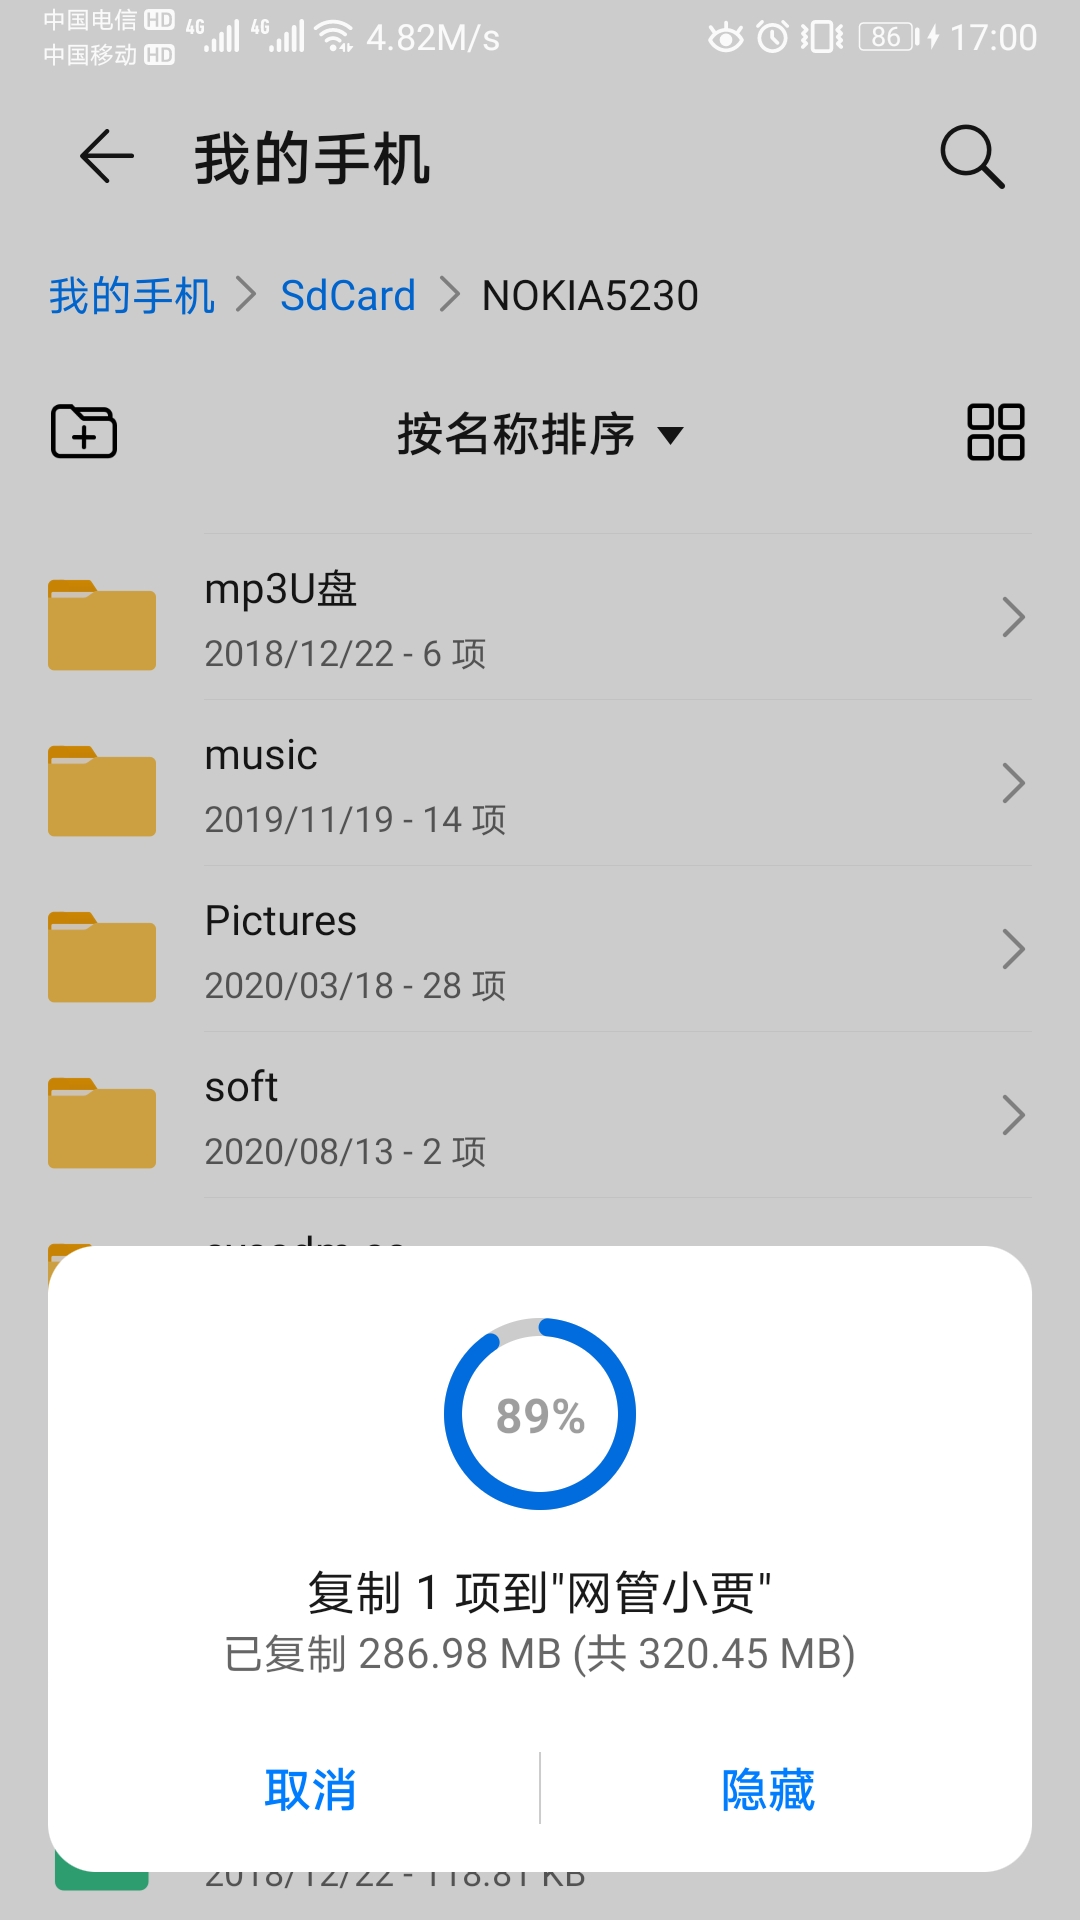 中国电信 HD 4G 4G 4.82M/s 86 17:00
中国移动 HD
我的手机
我的手机 SdCard NOKIA5230
按名称排序
mp3U盘
2018/12/22 - 6 项
music
2019/11/19 - 14 项
Pictures
2020/03/18 - 28 项
soft
2020/08/13 - 2 项
89%
复制 1 项到"网管小贾"
已复制 286.98 MB (共 320.45 MB)
取消 隐藏
2018/12/22 - 118.81 KB